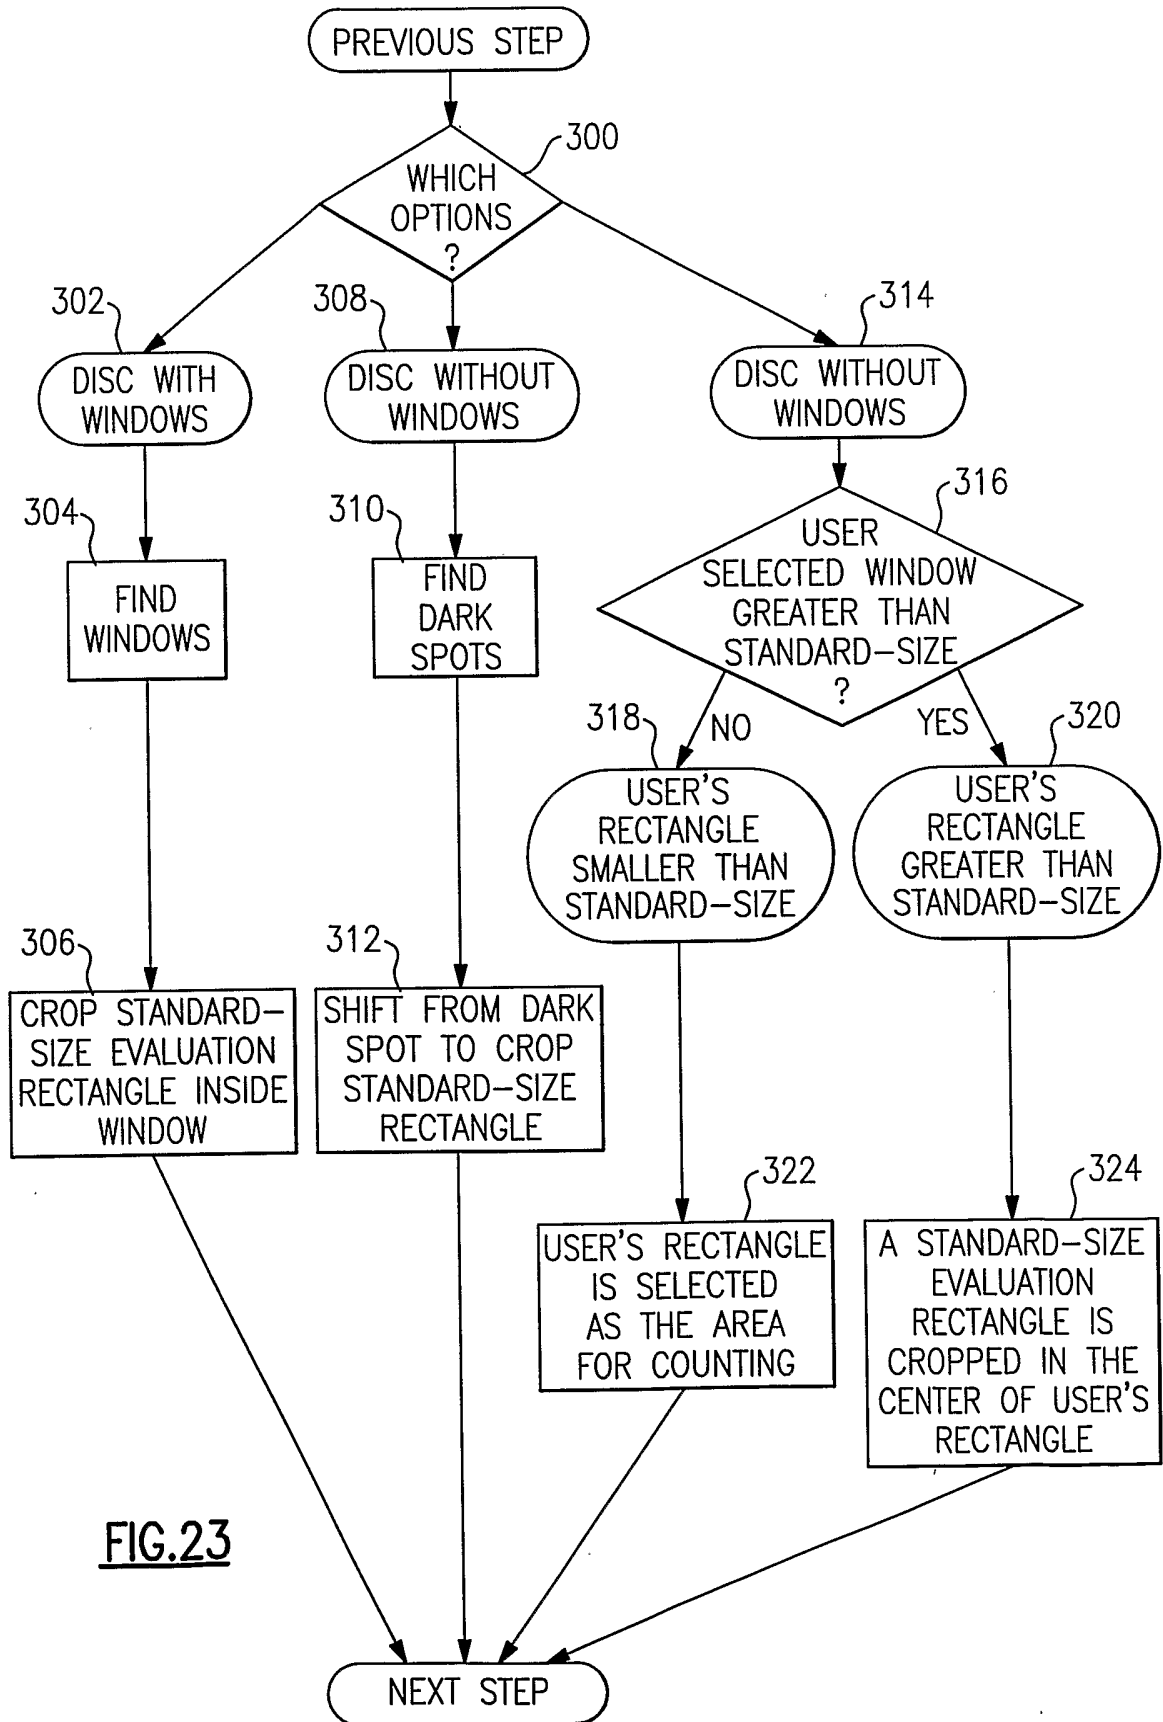 PREVIOUS STEP
300
WHICH
OPTIONS
?
302
DISC WITH
WINDOWS
308
DISC WITHOUT
WINDOWS
314
DISC WITHOUT
WINDOWS
304
FIND
WINDOWS
310
FIND
DARK
SPOTS
316
USER
SELECTED WINDOW
GREATER THAN
STANDARD-SIZE
?
NO
YES
318
USER'S
RECTANGLE
SMALLER THAN
STANDARD-SIZE
320
USER'S
RECTANGLE
GREATER THAN
STANDARD-SIZE
306
CROP STANDARD-
SIZE EVALUATION
RECTANGLE INSIDE
WINDOW
312
SHIFT FROM DARK
SPOT TO CROP
STANDARD-SIZE
RECTANGLE
322
USER'S RECTANGLE
IS SELECTED
AS THE AREA
FOR COUNTING
324
A STANDARD-SIZE
EVALUATION
RECTANGLE IS
CROPPED IN THE
CENTER OF USER'S
RECTANGLE
FIG.23
NEXT STEP